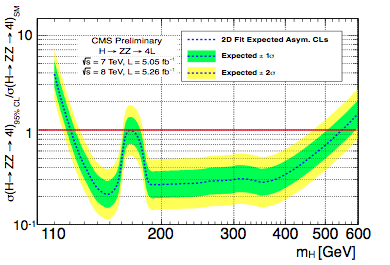 σ(H→ ZZ → 4l)95% CL/σ(H→ ZZ → 4l)SM
10
1
10-1
CMS Preliminary
H → ZZ → 4L
√s = 7 TeV, L = 5.05 fb-1
√s = 8 TeV, L = 5.26 fb-1
2D Fit Expected Asym. CLs
Expected ± 1σ
Expected ± 2σ
110 200 300 400 500 600
mH [GeV]